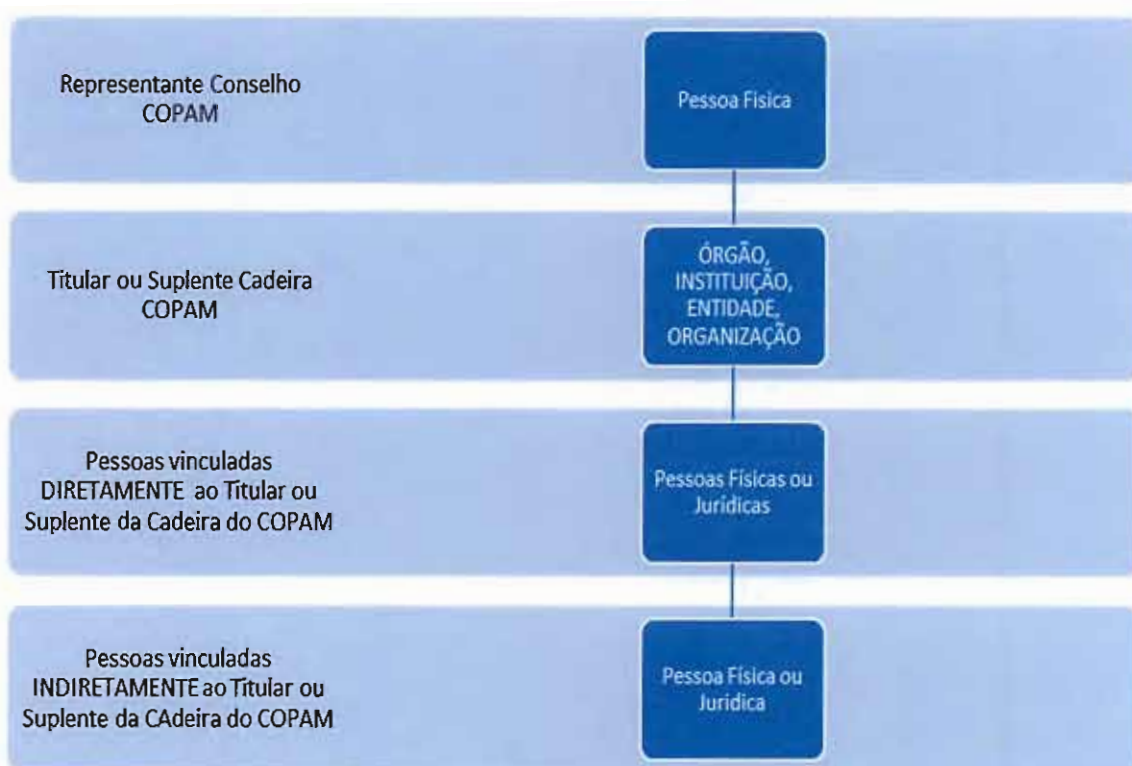 Representante Conselho
COPAM
Pessoa Física
Titular ou Suplente Cadeira
COPAM
ÓRGÃO,
INSTITUIÇÃO,
ENTIDADE,
ORGANIZAÇÃO
Pessoas vinculadas
DIRETAMENTE ao Titular ou
Suplente da Cadeira do COPAM
Pessoas Físicas ou
Jurídicas
Pessoas vinculadas
INDIRETAMENTE ao Titular ou
Suplente da CAdeira do COPAM
Pessoa Física ou
Jurídica